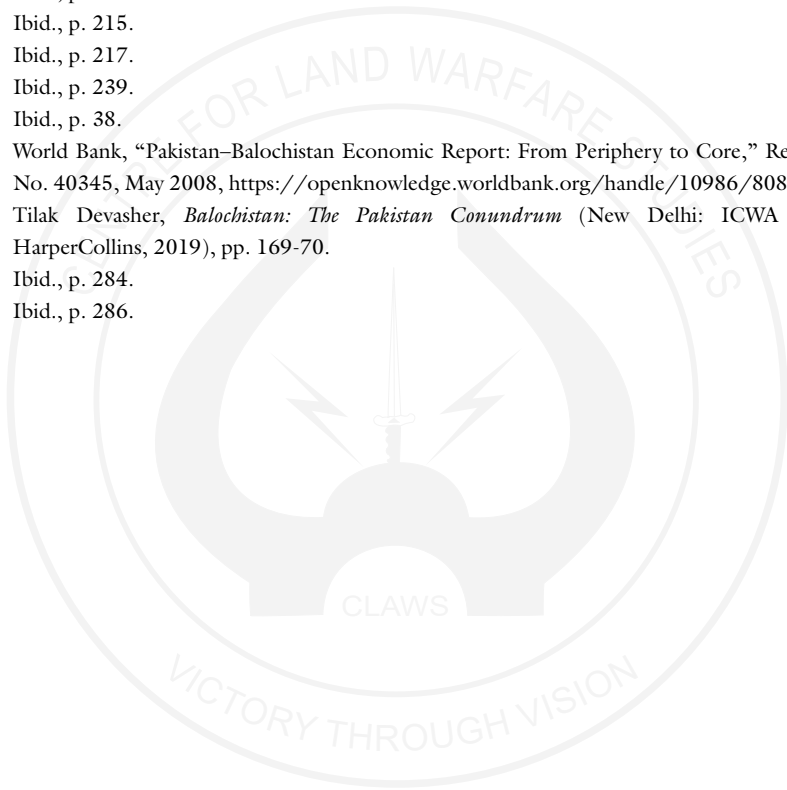 Ibid., p. 215.
Ibid., p. 217.
Ibid., p. 239.
Ibid., p. 38.
World Bank, “Pakistan–Balochistan Economic Report: From Periphery to Core,” Re
No. 40345, May 2008, https://openknowledge.worldbank.org/handle/10986/808
Tilak Devasher, Balochistan: The Pakistan Conundrum (New Delhi: ICWA
HarperCollins, 2019), pp. 169-70.
Ibid., p. 284.
Ibid., p. 286.
CENTRE FOR LAND WARFARE STUDIES
CLAWS
VICTORY THROUGH VISION